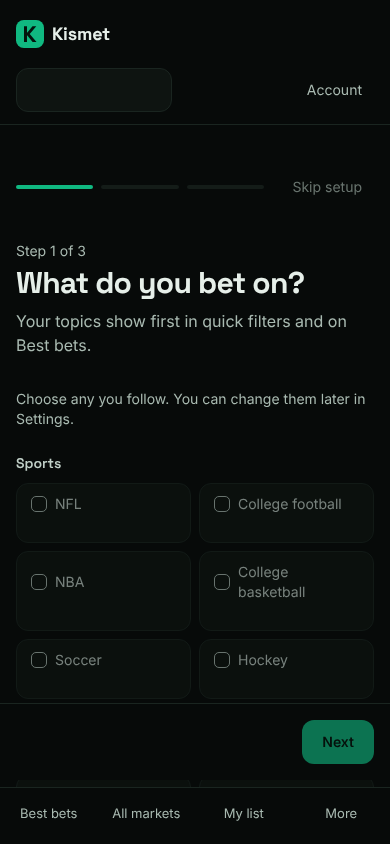 K Kismet
Account
Skip setup
Step 1 of 3
What do you bet on?
Your topics show first in quick filters and on
Best bets.
Choose any you follow. You can change them later in
Settings.
Sports
NFL
College football
NBA
College
basketball
Soccer
Hockey
Next
Best bets
All markets
My list
More